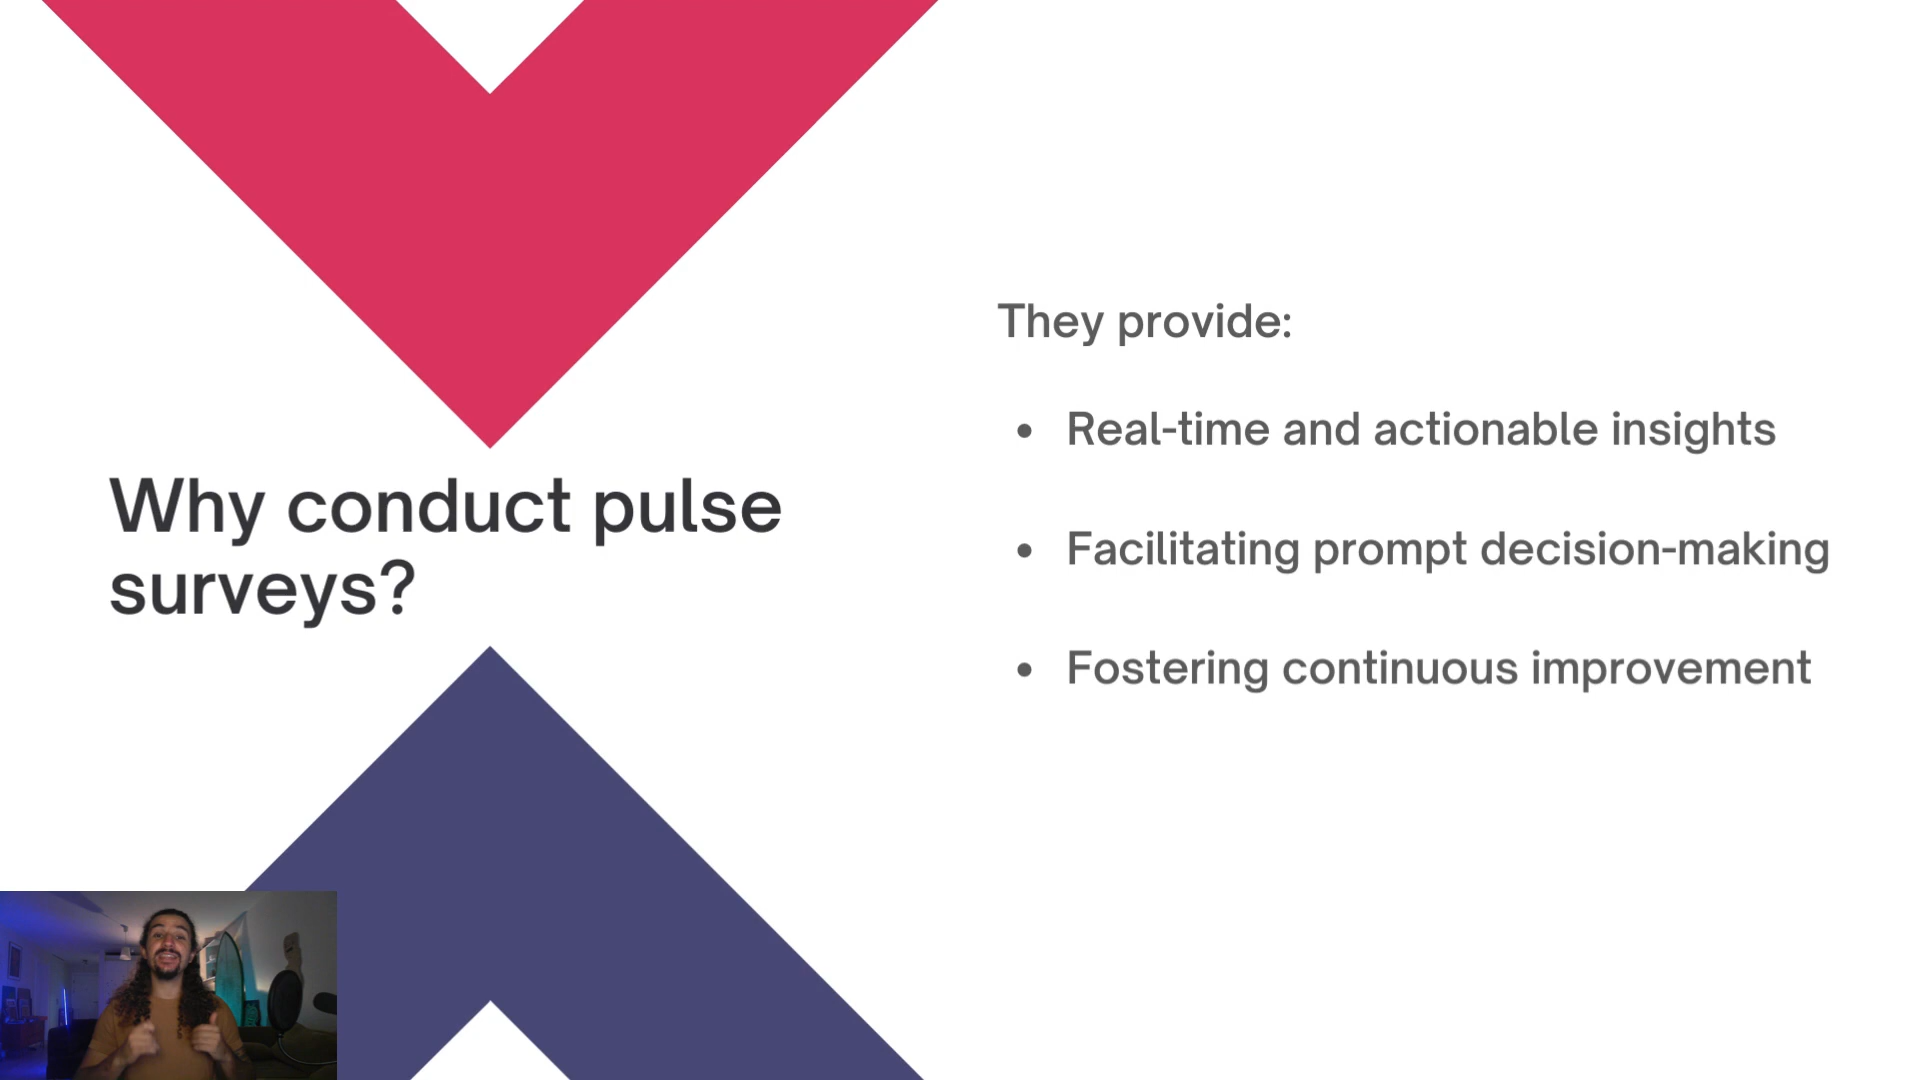 Why conduct pulse
surveys?
They provide:
Real-time and actionable insights
Facilitating prompt decision-making
Fostering continuous improvement